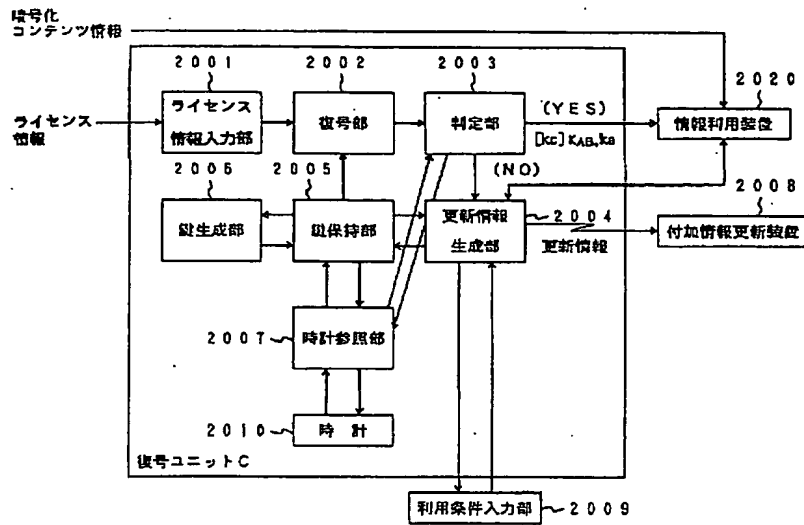 暗号化
コンテンツ情報
2001
2002
2003
2020
ライセンス
情報
ライセンス
情報入力部
復号部
判定部
(YES)
[kc]KAB,ka
情報利用装置
2006
2005
(NO)
2008
鍵生成部
鍵保持部
更新情報
生成部
2004
更新情報
付加情報更新装置
2007
時計参照部
2010
時計
復号ユニットC
利用条件入力部
2009